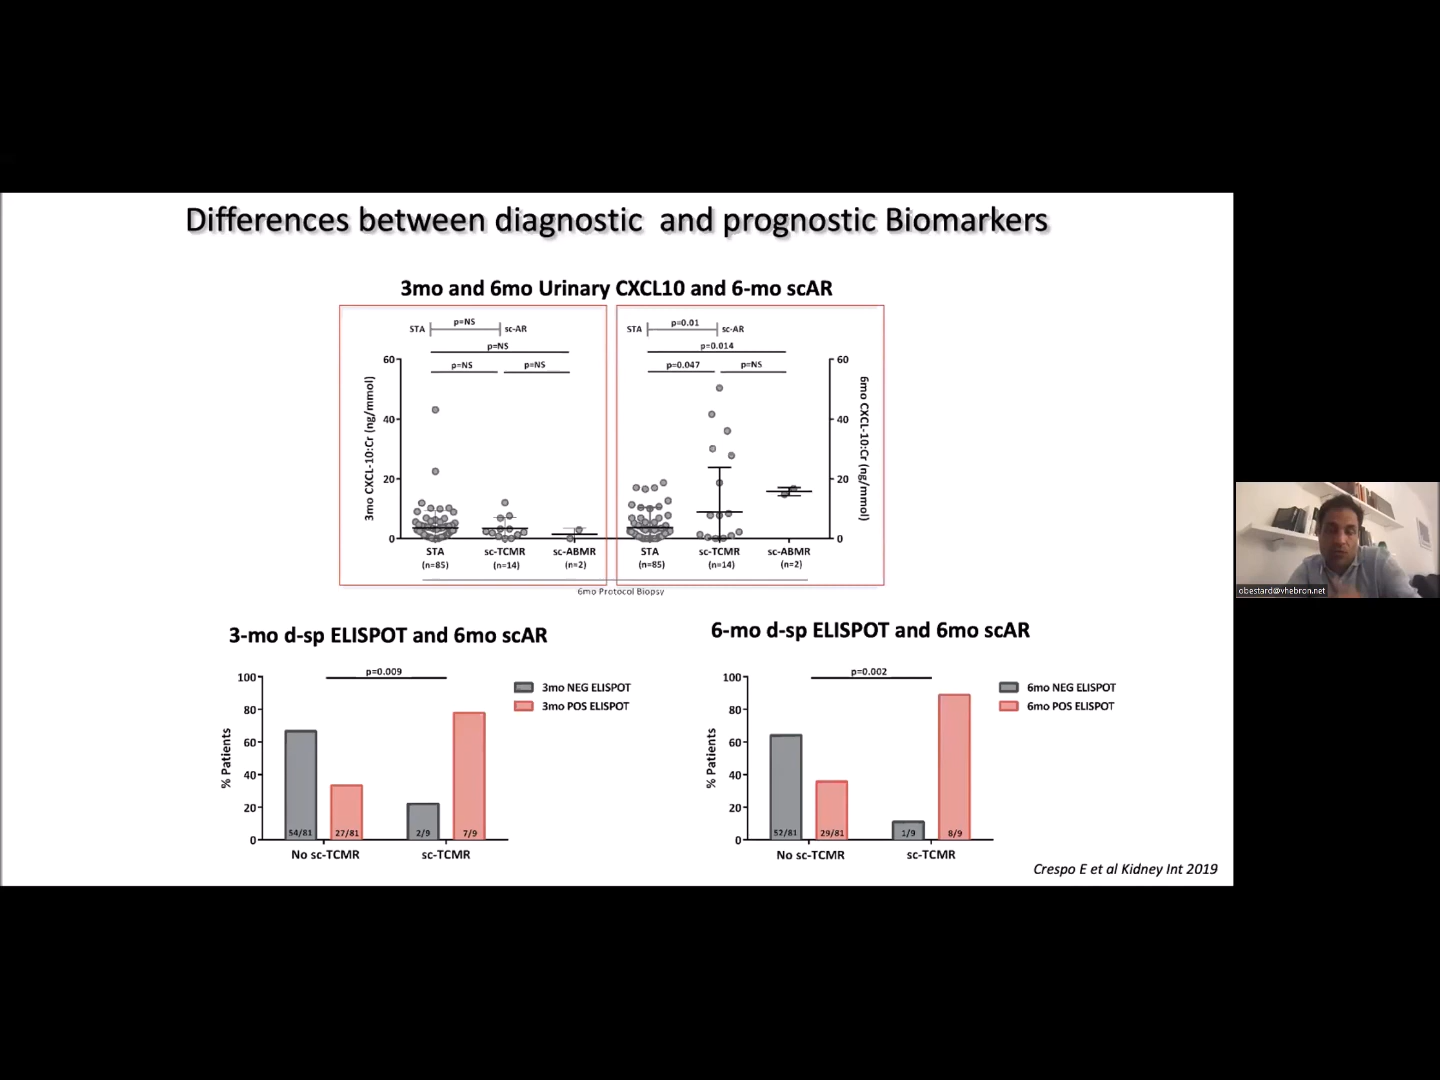 Differences between diagnostic and prognostic Biomarkers
3mo and 6mo Urinary CXCL10 and 6-mo scAR
STA p=NS sc-AR
p=NS
p=NS p=NS
3mo CXCL-10:Cr (ng/mmol)
60
40
20
0
STA sc-TCMR sc-ABMR
(n=85) (n=14) (n=2)
STA p=0.01 sc-AR
p=0.014
p=0.047 p=NS
60
40
20
0
6mo CXCL-10:Cr (ng/mmol)
STA sc-TCMR sc-ABMR
(n=85) (n=14) (n=2)
6mo Protocol Biopsy
3-mo d-sp ELISPOT and 6mo scAR
p=0.009
% Patients
100
80
60
40
20
0
54/81 27/81 2/9 7/9
No sc-TCMR sc-TCMR
3mo NEG ELISPOT
3mo POS ELISPOT
6-mo d-sp ELISPOT and 6mo scAR
p=0.002
% Patients
100
80
60
40
20
0
52/81 29/81 1/9 8/9
No sc-TCMR sc-TCMR
6mo NEG ELISPOT
6mo POS ELISPOT
Crespo E et al Kidney Int 2019
obestard@vhebron.net